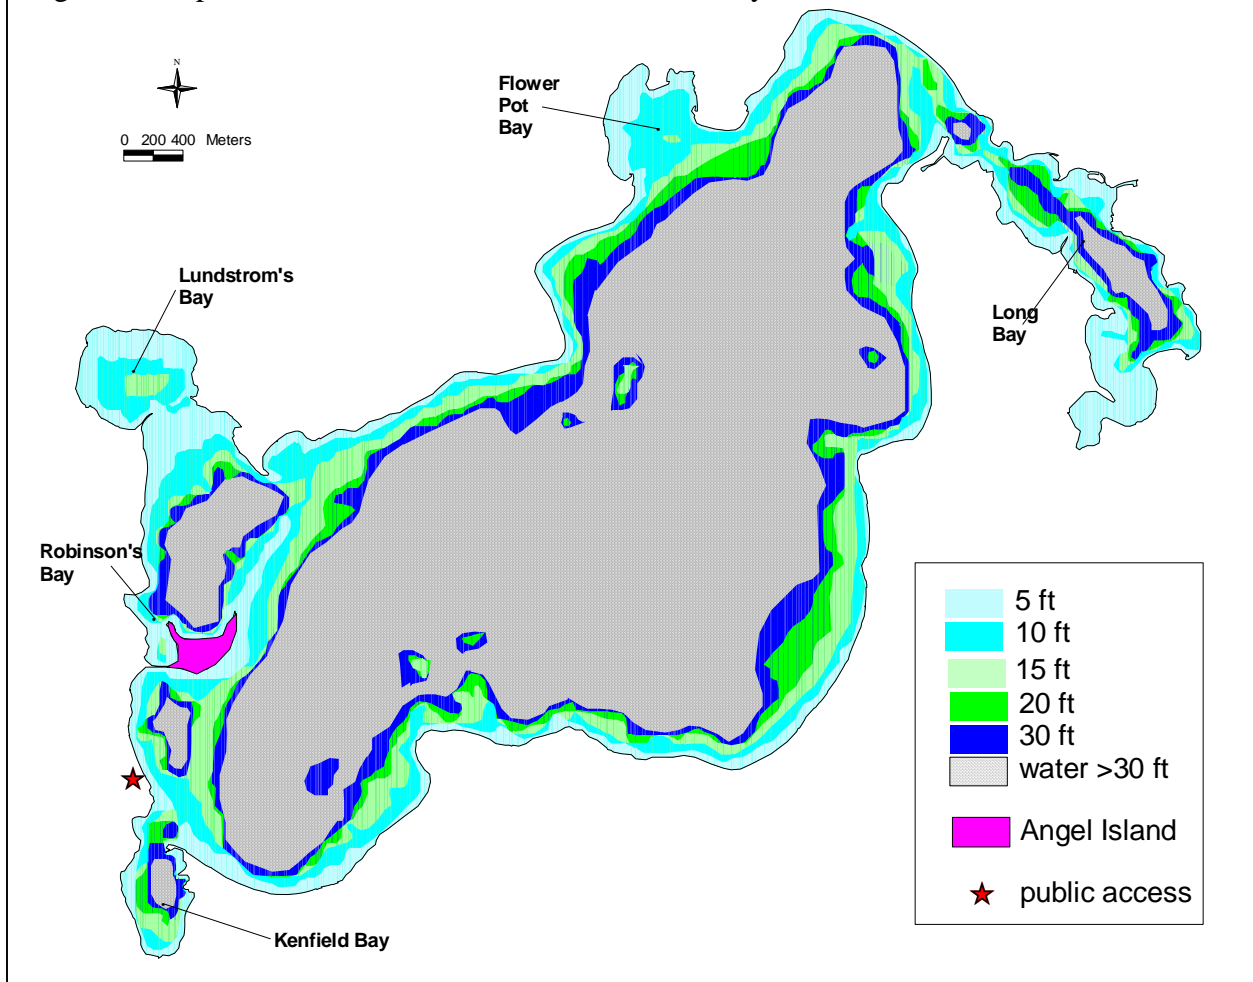 N
0 200 400 Meters
Flower
Pot
Bay
Lundstrom's
Bay
Long
Bay
Robinson's
Bay
Kenfield Bay
5 ft
10 ft
15 ft
20 ft
30 ft
water >30 ft
Angel Island
public access